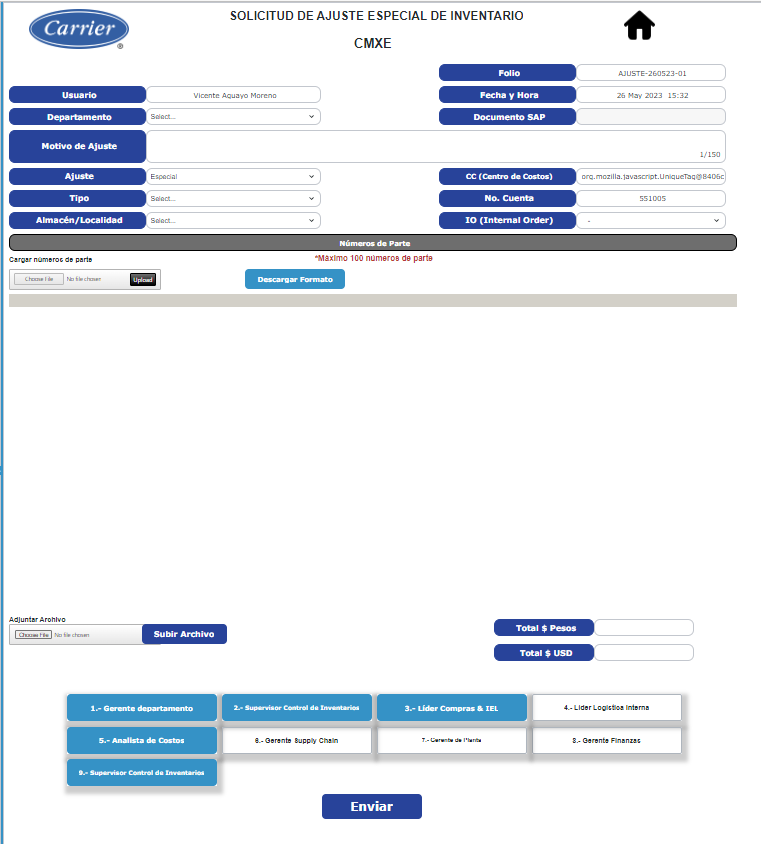 Carrier
®
SOLICITUD DE AJUSTE ESPECIAL DE INVENTARIO
CMXE
Folio AJUSTE-260523-01
Usuario Vicente Aguayo Moreno Fecha y Hora 26 May 2023 15:32
Departamento Select... Documento SAP
Motivo de Ajuste
1/150
Ajuste Especial CC (Centro de Costos) org.mozilla.javascript.UniqueTag@8406c
Tipo Select... No. Cuenta 551005
Almacén/Localidad Select... IO (Internal Order) -
Números de Parte
Cargar números de parte *Máximo 100 números de parte
Choose File No file chosen Upload Descargar Formato
Adjuntar Archivo
Choose File No file chosen Subir Archivo Total $ Pesos
Total $ USD
1.- Gerente departamento 2.- Supervisor Control de Inventarios 3.- Líder Compras & IEL 4.- Líder Logística Interna
5.- Analista de Costos 6.- Gerente Supply Chain 7.- Gerente de Planta 8.- Gerente Finanzas
9.- Supervisor Control de Inventarios
Enviar